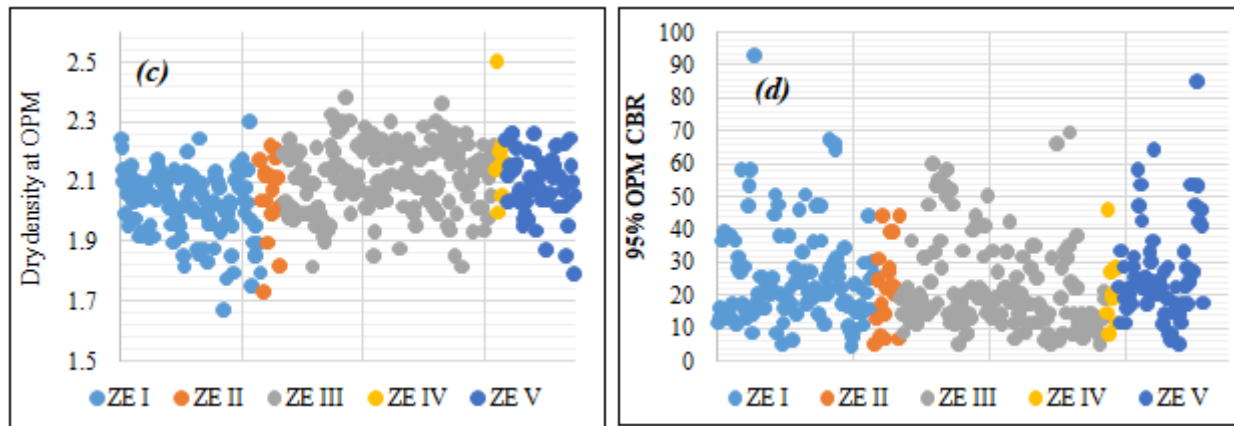 Dry density at OPM
(c)
2.5
2.3
2.1
1.9
1.7
1.5
ZE I ZE II ZE III ZE IV ZE V
95% OPM CBR
(d)
100
90
80
70
60
50
40
30
20
10
0
ZE I ZE II ZE III ZE IV ZE V